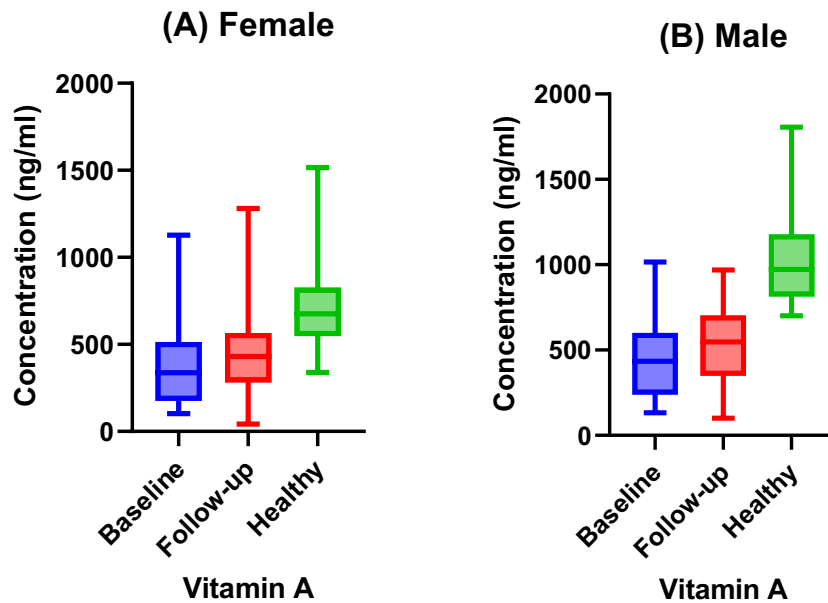 (A) Female
Concentration (ng/ml)
2000
1500
1000
500
0
Baseline
Follow-up
Healthy
Vitamin A
(B) Male
Concentration (ng/ml)
2000
1500
1000
500
0
Baseline
Follow-up
Healthy
Vitamin A